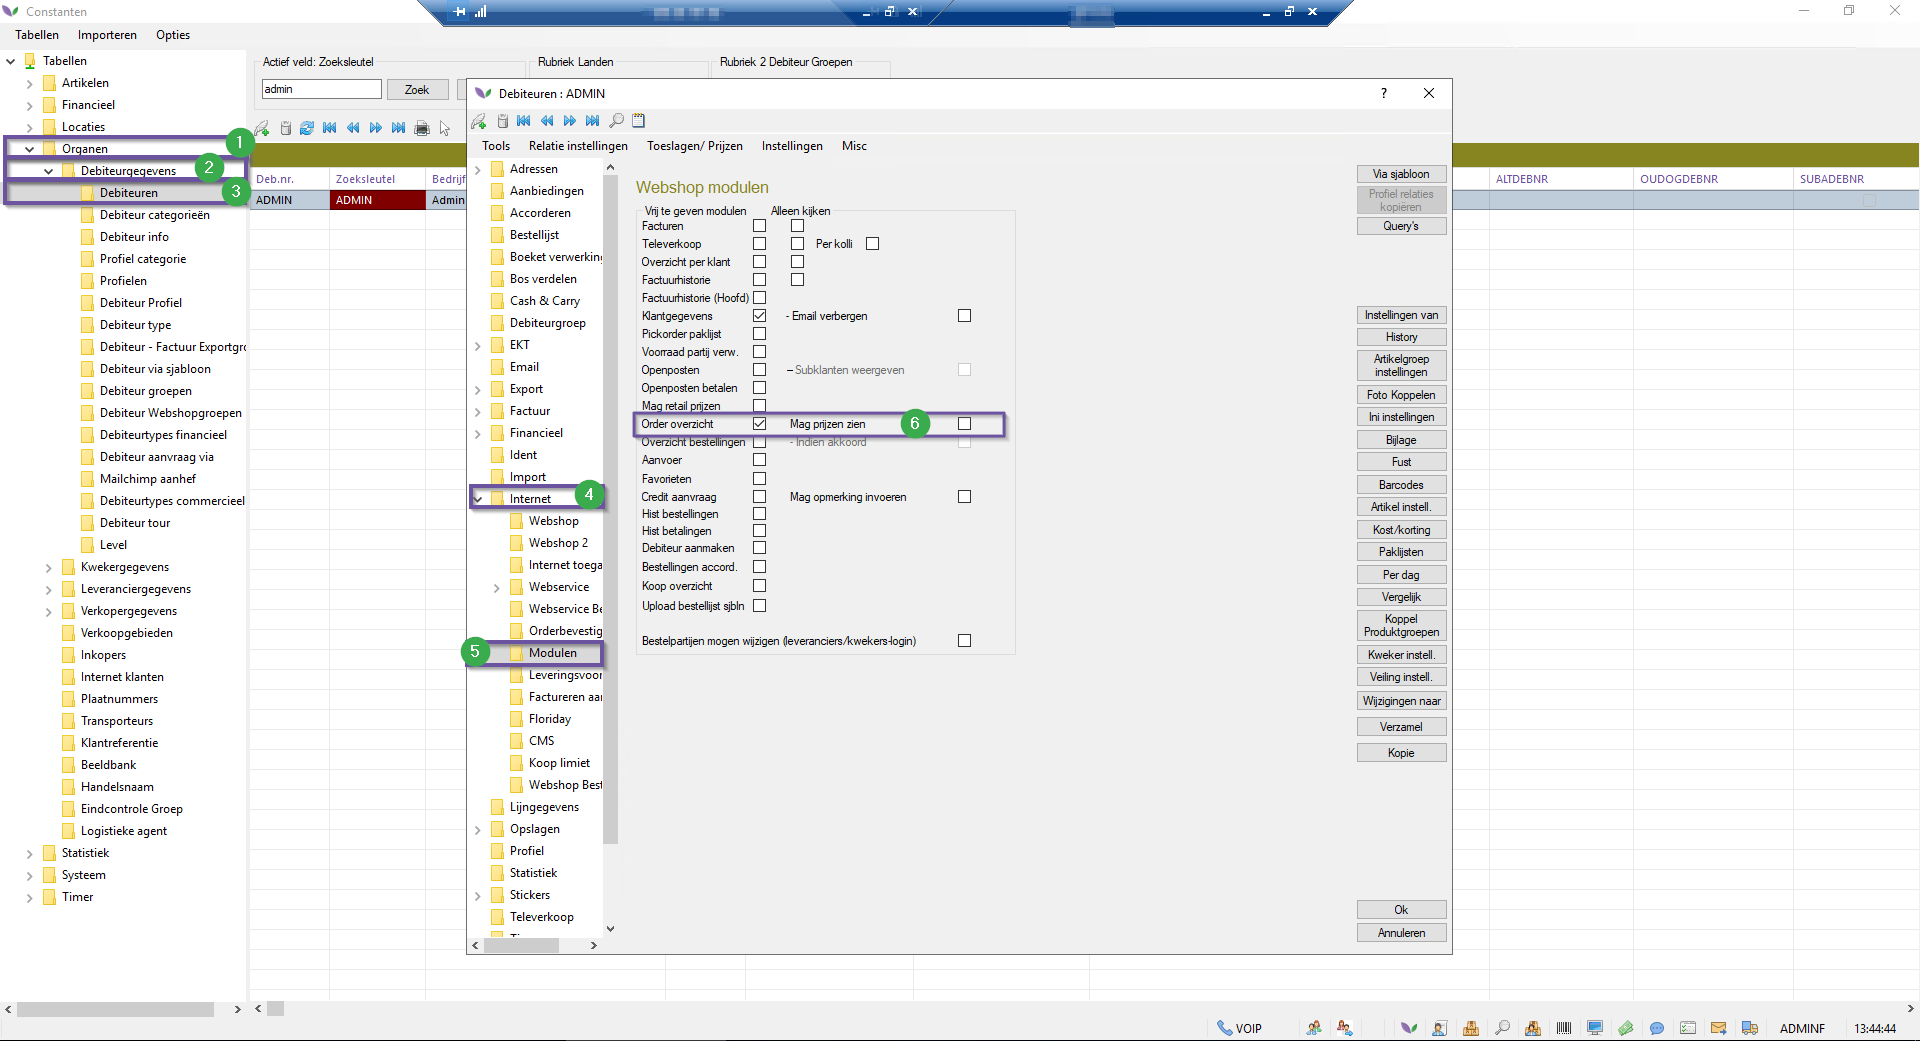 Constanten
Tabellen Importeren Opties
Tabellen
Artikelen
Financieel
Locaties
Organen
1
Debiteurgegevens
2
Debiteuren
3
Debiteur categorieën
Debiteur info
Profiel categorie
Profielen
Debiteur Profiel
Debiteur type
Debiteur - Factuur Exportgro
Debiteur via sjabloon
Debiteur groepen
Debiteur Webshopgroepen
Debiteurtypes financieel
Debiteur aanvraag via
Mailchimp aanhef
Debiteurtypes commercieel
Debiteur tour
Level
Kwekergegevens
Leveranciergegevens
Verkopergegevens
Verkoopgebieden
Inkopers
Internet klanten
Plaatnummers
Transporteurs
Klantreferentie
Beeldbank
Handelsnaam
Eindcontrole Groep
Logistieke agent
Statistiek
Systeem
Timer
Actief veld: Zoeksleutel Rubriek Landen Rubriek 2 Debiteur Groepen
admin Zoek
Deb.nr. Zoeksleutel Bedrijf ALTDEBNR OUDOGDEBNR SUBADEBNR
ADMIN ADMIN Admin
Debiteuren : ADMIN
Tools Relatie instellingen Toeslagen/ Prijzen Instellingen Misc
Adressen
Aanbiedingen
Accorderen
Bestellijst
Boeket verwerking
Bos verdelen
Cash & Carry
Debiteurgroep
EKT
Email
Export
Factuur
Financieel
Ident
Import
Internet
4
Webshop
Webshop 2
Internet toega
Webservice
Webservice Be
Orderbevestig
5
Modulen
Leveringsvoor
Factureren aan
Floriday
CMS
Koop limiet
Webshop Best
Lijngegevens
Opslagen
Profiel
Statistiek
Stickers
Televerkoop
Webshop modulen
Vrij te geven modulen Alleen kijken
Facturen
Televerkoop Per kolli
Overzicht per klant
Factuurhistorie
Factuurhistorie (Hoofd)
Klantgegevens - Email verbergen
Pickorder paklijst
Voorraad partij verw.
Openposten – Subklanten weergeven
Openposten betalen
Mag retail prijzen
Order overzicht Mag prijzen zien 6
Overzicht bestellingen - Indien akkoord
Aanvoer
Favorieten
Credit aanvraag Mag opmerking invoeren
Hist bestellingen
Hist betalingen
Debiteur aanmaken
Bestellingen accord.
Koop overzicht
Upload bestellijst sjbln
Bestelpartijen mogen wijzigen (leveranciers/kwekers-login)
Via sjabloon
Profiel relaties
kopiëren
Query's
Instellingen van
History
Artikelgroep
instellingen
Foto Koppelen
Ini instellingen
Bijlage
Fust
Barcodes
Artikel instell.
Kost/korting
Paklijsten
Per dag
Vergelijk
Koppel
Produktgroepen
Kweker instell.
Veiling instell.
Wijzigingen naar
Verzamel
Kopie
Ok
Annuleren
VOIP ADMINF 13:44:44